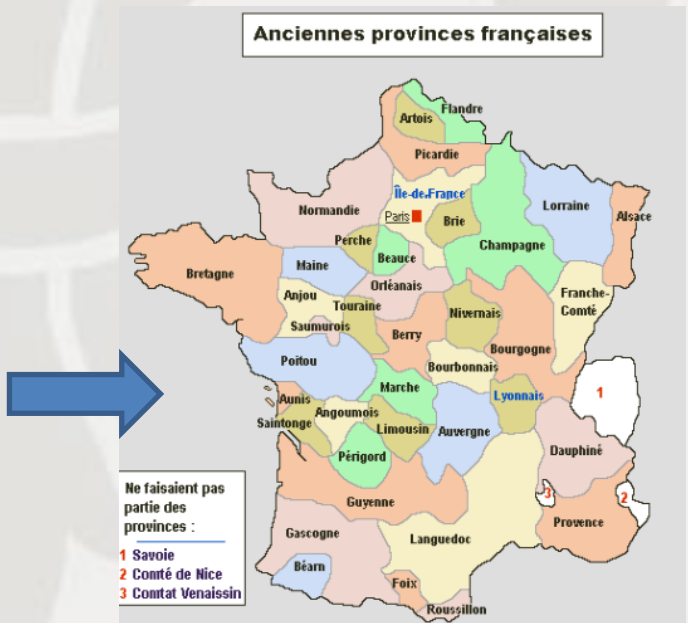 Anciennes provinces françaises
Flandre
Artois
Picardie
Île-de-France
Normandie
Paris
Brie
Lorraine
Alsace
Champagne
Perche
Beauce
Bretagne
Maine
Orléanais
Anjou
Touraine
Franche-
Comté
Nivernais
Saumurois
Berry
Bourgogne
Poitou
Bourbonnais
Marche
Lyonnais
1
Aunis
Angoumois
Saintonge
Limousin
Auvergne
Dauphiné
Périgord
Ne faisaient pas
partie des
provinces :
1 Savoie
2 Comté de Nice
3 Comtat Venaissin
3
2
Guyenne
Provence
Gascogne
Languedoc
Béarn
Foix
Roussillon